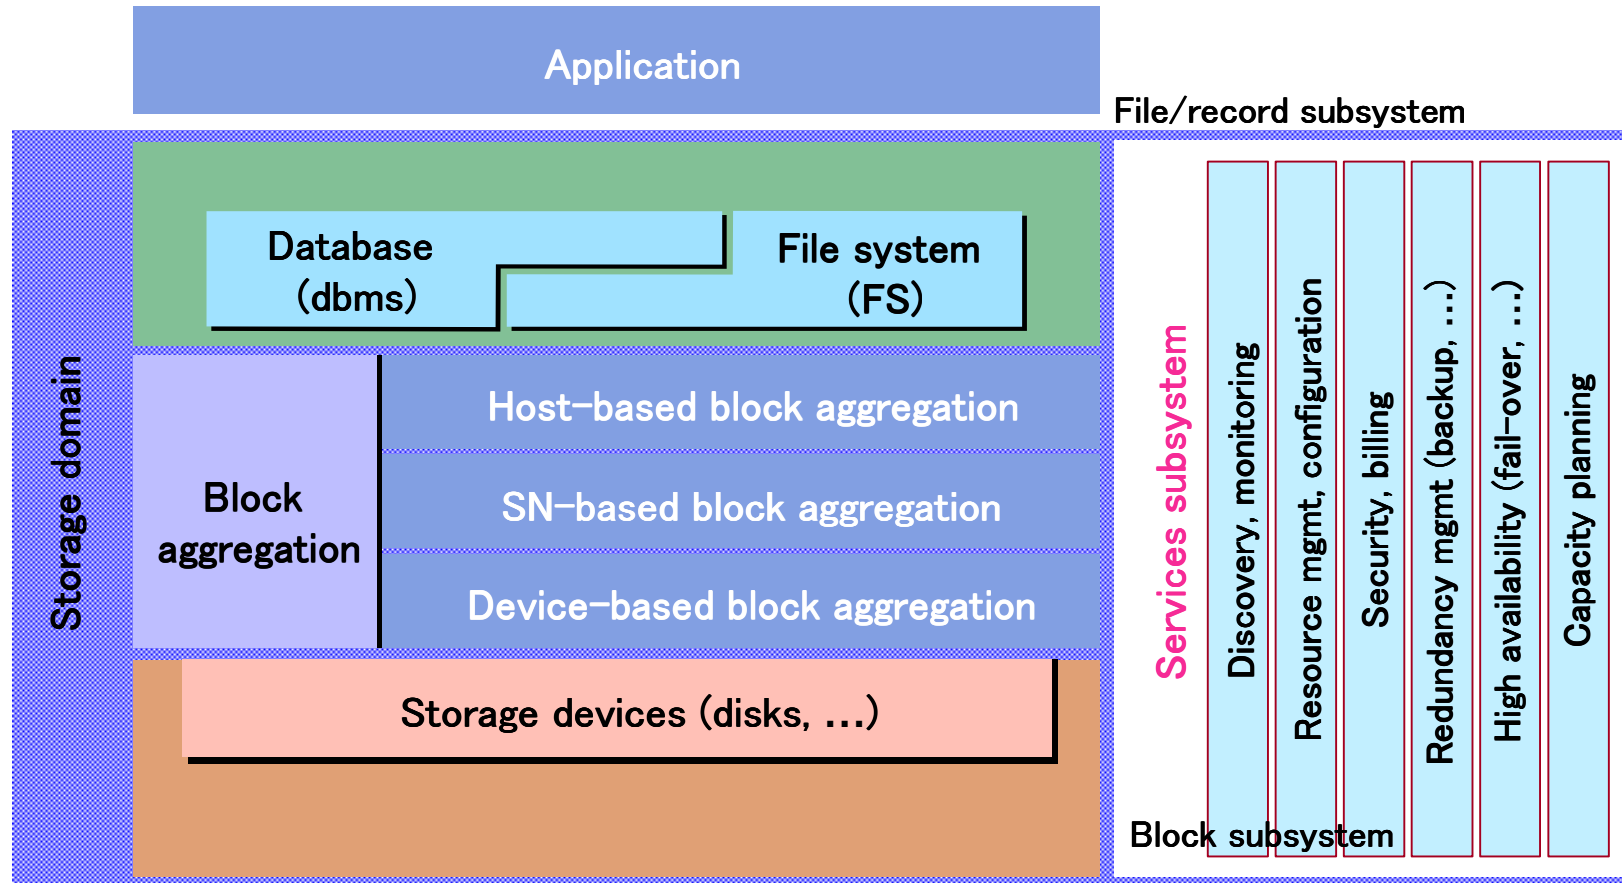 Application
File/record subsystem
Database
(dbms)
File system
(FS)
Storage domain
Block
aggregation
Host-based block aggregation
SN-based block aggregation
Device-based block aggregation
Storage devices (disks, ...)
Services subsystem
Discovery, monitoring
Resource mgmt, configuration
Security, billing
Redundancy mgmt (backup, ...)
High availability (fail-over, ...)
Capacity planning
Block subsystem